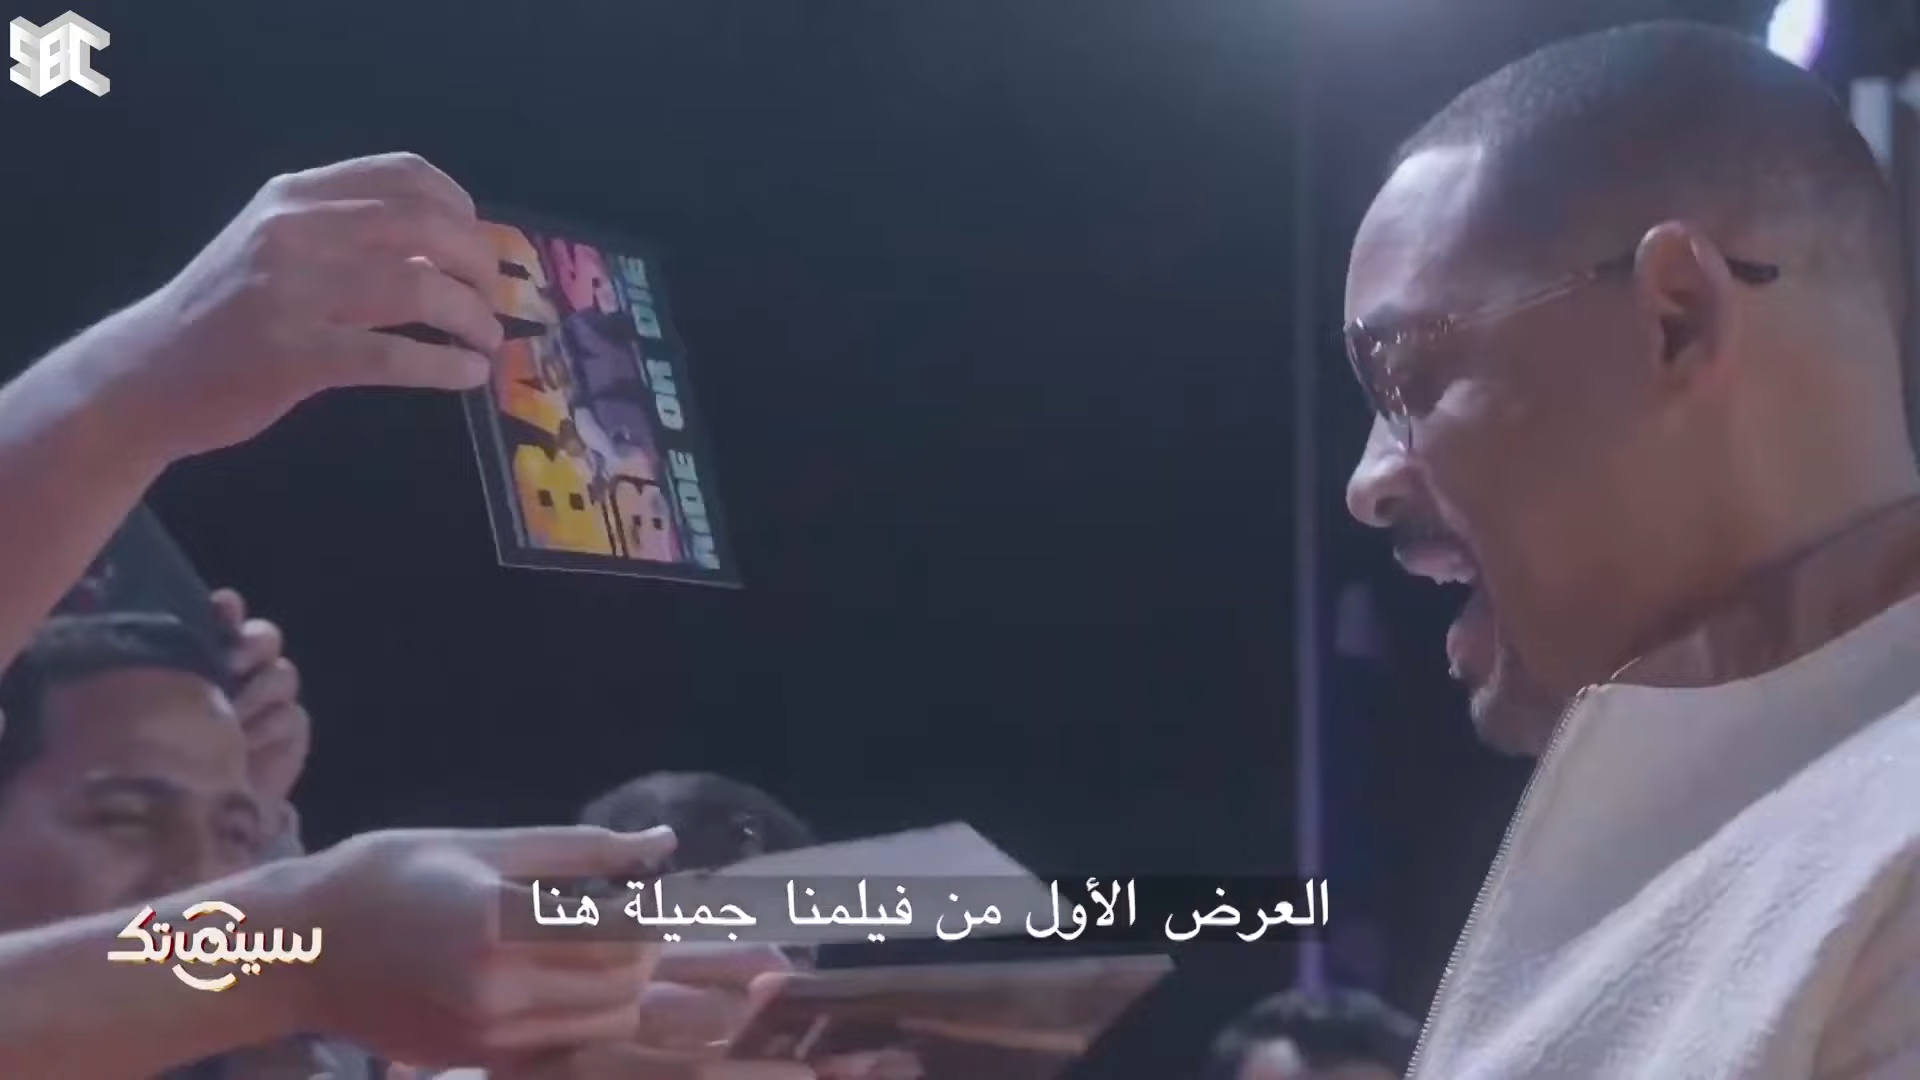 SBC
BAD
BOYS
RIDE OR DIE
العرض الأول من فيلمنا جميلة هنا
سينماتك